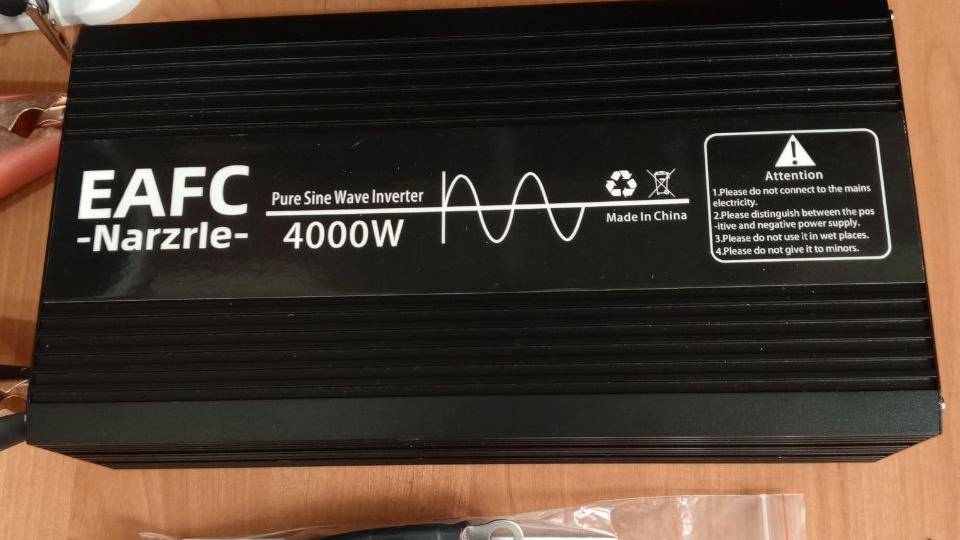 EAFC
-Narzrle-
Pure Sine Wave Inverter
4000W
Made In China
Attention
1.Please do not connect to the mains
electricity.
2.Please distinguish between the pos
-itive and negative power supply.
3.Please do not use it in wet places.
4.Please do not give it to minors.